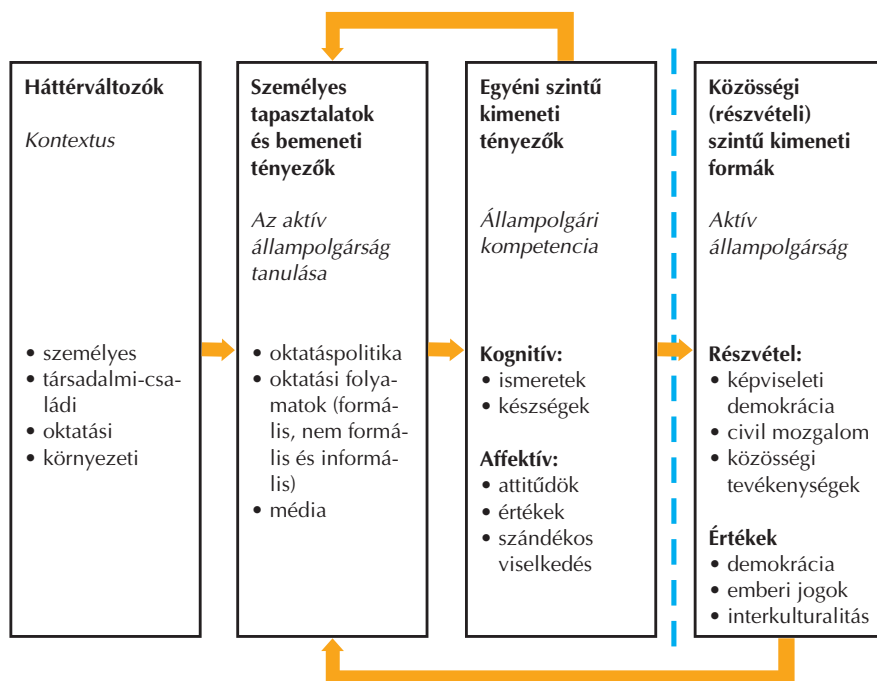 Háttérváltozók
Kontextus
• személyes
• társadalmi-csa-
ládi
• oktatási
• környezeti
Személyes
tapasztalatok
és bemeneti
tényezők
Az aktív
állampolgárság
tanulása
• oktatáspolitika
• oktatási folya-
matok (formá-
lis, nem formá-
lis és informá-
lis)
• média
Egyéni szintű
kimeneti
tényezők
Állampolgári
kompetencia
Kognitív:
• ismeretek
• készségek
Affektív:
• attitűdök
• értékek
• szándékos
viselkedés
Közösségi
(részvételi)
szintű kimeneti
formák
Aktív
állampolgárság
Részvétel:
• képviseleti
demokrácia
• civil mozgalom
• közösségi
tevékenységek
Értékek
• demokrácia
• emberi jogok
• interkulturalitás